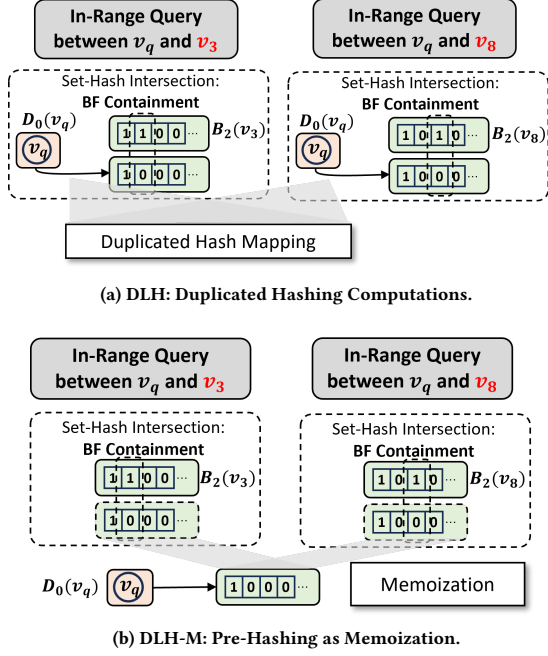 In-Range Query
between v_q and v_3
Set-Hash Intersection:
BF Containment
D_0(v_q)
v_q
1 1 0 0 ...
B_2(v_3)
1 0 0 0 ...
In-Range Query
between v_q and v_8
Set-Hash Intersection:
BF Containment
D_0(v_q)
v_q
1 0 1 0 ...
B_2(v_8)
1 0 0 0 ...
Duplicated Hash Mapping
(a) DLH: Duplicated Hashing Computations.
In-Range Query
between v_q and v_3
Set-Hash Intersection:
BF Containment
1 1 0 0 ...
B_2(v_3)
1 0 0 0 ...
In-Range Query
between v_q and v_8
Set-Hash Intersection:
BF Containment
1 0 1 0 ...
B_2(v_8)
1 0 0 0 ...
D_0(v_q)
v_q
1 0 0 0 ...
Memoization
(b) DLH-M: Pre-Hashing as Memoization.